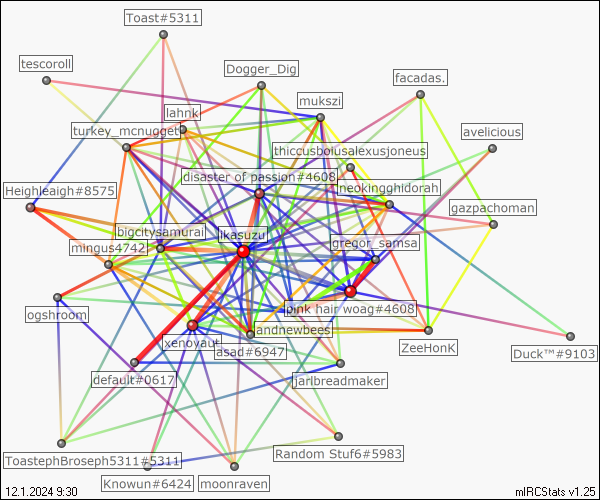 Toast#5311
tescoroll
Dogger_Dig
facadas.
mukszi
lahnk
turkey_mcnugget
avelicious
thiccusbolusalexusjoneus
disaster of passion#4608
neokingghidorah
Heighleaigh#8575
gazpachoman
bigcitysamurai
ikasuzu
gregor_samsa
mingus4742
pink hair woag#4608
ogshroom
andnewbees
xenovaut
asad#6947
ZeeHonK
Duck™#9103
default#0617
jarlbreadmaker
Random Stuf6#5983
ToastephBroseph5311#5311
Knowun#6424
moonraven
12.1.2024 9:30
mIRCStats v1.25